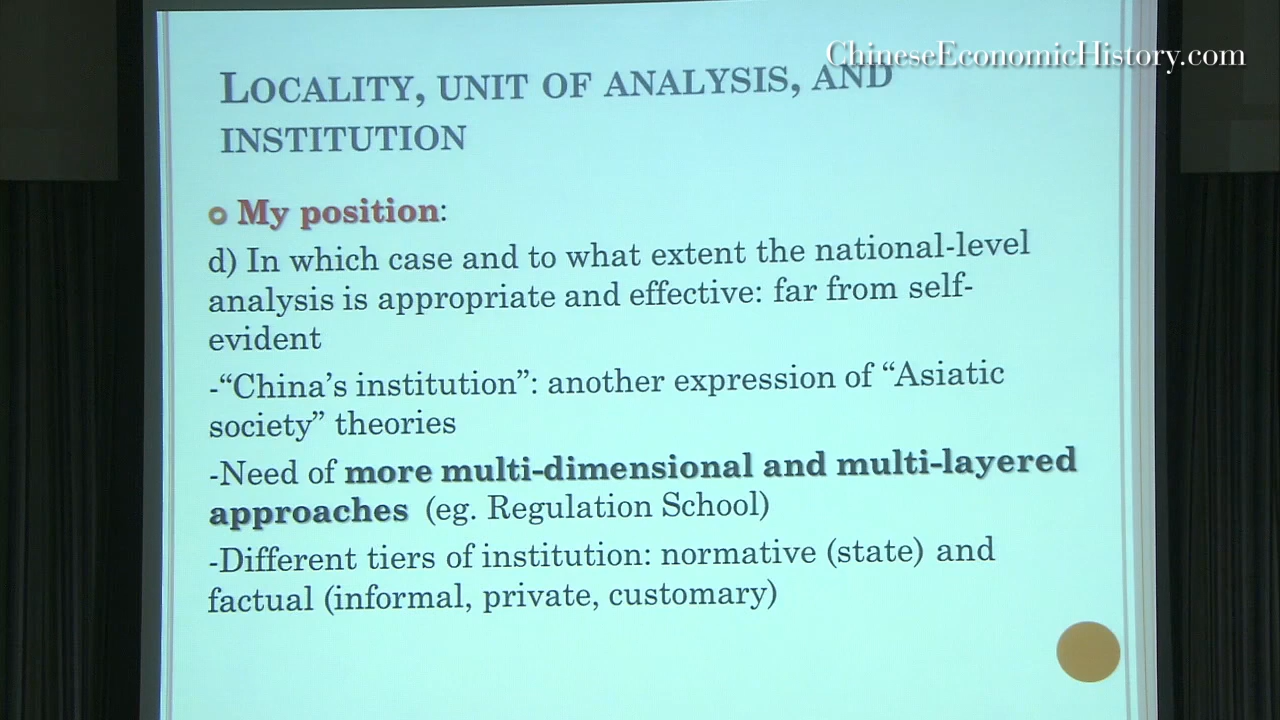 ChineseEconomicHistory.com
LOCALITY, UNIT OF ANALYSIS, AND
INSTITUTION
My position:
d) In which case and to what extent the national-level
analysis is appropriate and effective: far from self-
evident
-“China’s institution”: another expression of “Asiatic
society” theories
-Need of more multi-dimensional and multi-layered
approaches (eg. Regulation School)
-Different tiers of institution: normative (state) and
factual (informal, private, customary)